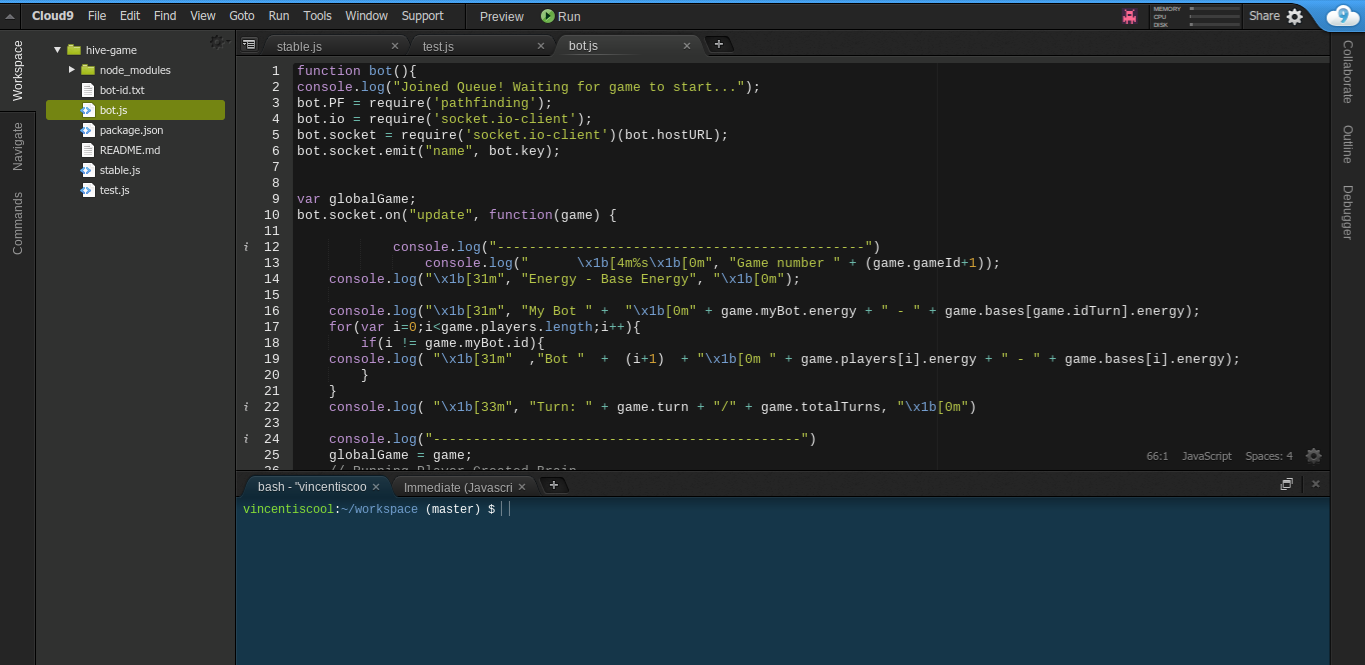 Cloud9 File Edit Find View Goto Run Tools Window Support Preview Run MEMORY CPU DISK Share 9
Workspace
Navigate
Commands
hive-game
node_modules
bot-id.txt
bot.js
package.json
README.md
stable.js
test.js
stable.js × test.js × bot.js × +
1 function bot(){
2 console.log("Joined Queue! Waiting for game to start...");
3 bot.PF = require('pathfinding');
4 bot.io = require('socket.io-client');
5 bot.socket = require('socket.io-client')(bot.hostURL);
6 bot.socket.emit("name", bot.key);
7
8
9 var globalGame;
10 bot.socket.on("update", function(game) {
11
i 12             console.log("----------------------------------------------")
13                 console.log("      \x1b[4m%s\x1b[0m", "Game number " + (game.gameId+1));
14     console.log("\x1b[31m", "Energy - Base Energy", "\x1b[0m");
15
16     console.log("\x1b[31m", "My Bot " +  "\x1b[0m" + game.myBot.energy + " - " + game.bases[game.idTurn].energy);
17     for(var i=0;i<game.players.length;i++){
18         if(i != game.myBot.id){
19     console.log( "\x1b[31m"  ,"Bot "  +  (i+1)  + "\x1b[0m " + game.players[i].energy + " - " + game.bases[i].energy);
20         }
21     }
i 22     console.log( "\x1b[33m", "Turn: " + game.turn + "/" + game.totalTurns, "\x1b[0m")
23
i 24     console.log("----------------------------------------------")
25     globalGame = game;
26     // Running Player Created Brain
66:1 JavaScript Spaces: 4
bash - "vincentiscoo × Immediate (Javascri × +
vincentiscool:~/workspace (master) $
Collaborate
Outline
Debugger